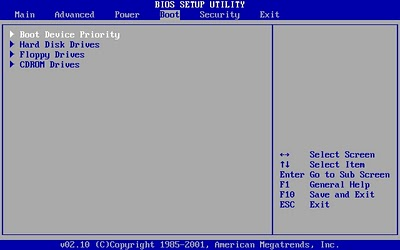 BIOS SETUP UTILITY
Main Advanced Power Boot Security Exit
Boot Device Priority
Hard Disk Drives
Floppy Drives
CDROM Drives
↔ Select Screen
↑↓ Select Item
Enter Go to Sub Screen
F1 General Help
F10 Save and Exit
ESC Exit
v02.10 (C)Copyright 1985-2001, American Megatrends, Inc.